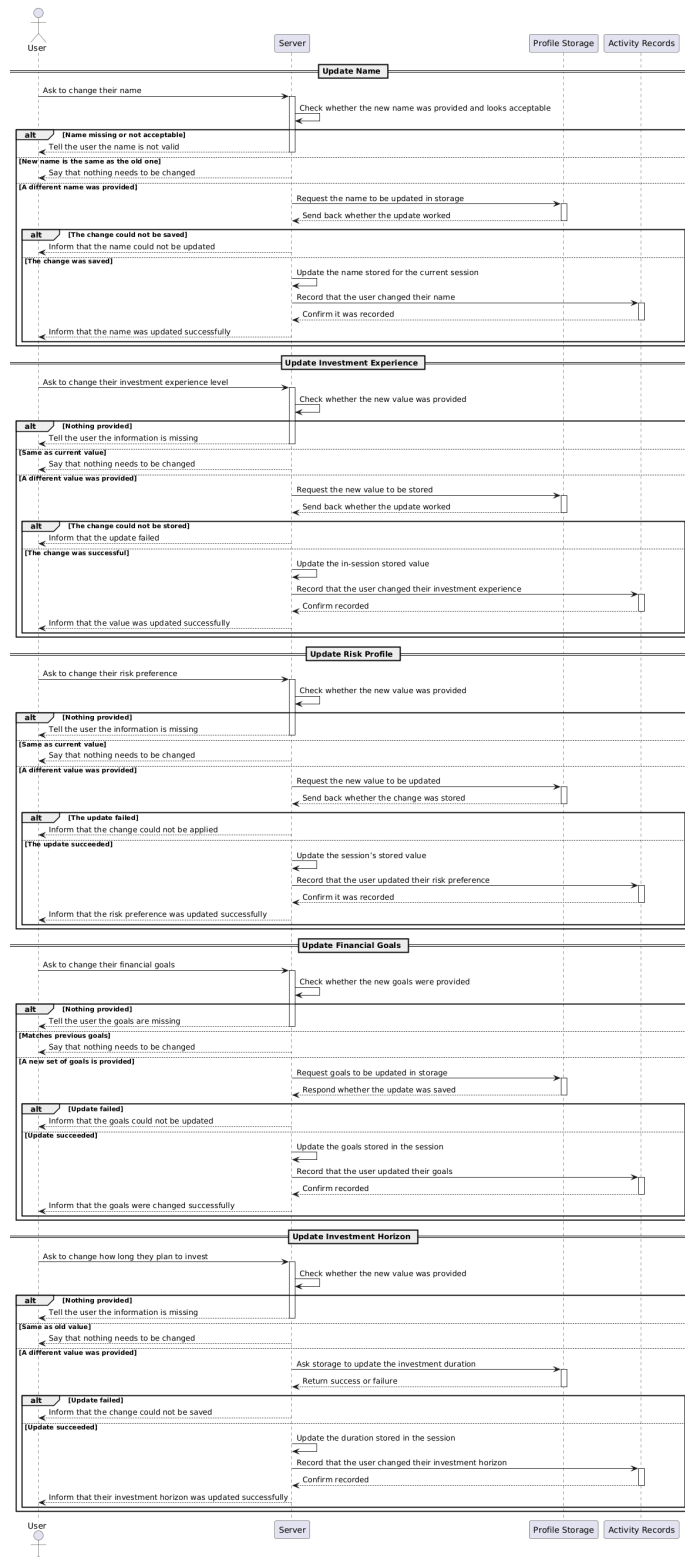 User
Server
Profile Storage
Activity Records
Update Name
Ask to change their name
Check whether the new name was provided and looks acceptable
alt [Name missing or not acceptable]
Tell the user the name is not valid
[New name is the same as the old one]
Say that nothing needs to be changed
[A different name was provided]
Request the name to be updated in storage
Send back whether the update worked
alt [The change could not be saved]
Inform that the name could not be updated
[The change was saved]
Update the name stored for the current session
Record that the user changed their name
Confirm it was recorded
Inform that the name was updated successfully
Update Investment Experience
Ask to change their investment experience level
Check whether the new value was provided
alt [Nothing provided]
Tell the user the information is missing
[Same as current value]
Say that nothing needs to be changed
[A different value was provided]
Request the new value to be stored
Send back whether the update worked
alt [The change could not be stored]
Inform that the update failed
[The change was successful]
Update the in-session stored value
Record that the user changed their investment experience
Confirm recorded
Inform that the value was updated successfully
Update Risk Profile
Ask to change their risk preference
Check whether the new value was provided
alt [Nothing provided]
Tell the user the information is missing
[Same as current value]
Say that nothing needs to be changed
[A different value was provided]
Request the new value to be updated
Send back whether the change was stored
alt [The update failed]
Inform that the change could not be applied
[The update succeeded]
Update the session's stored value
Record that the user updated their risk preference
Confirm it was recorded
Inform that the risk preference was updated successfully
Update Financial Goals
Ask to change their financial goals
Check whether the new goals were provided
alt [Nothing provided]
Tell the user the goals are missing
[Matches previous goals]
Say that nothing needs to be changed
[A new set of goals is provided]
Request goals to be updated in storage
Respond whether the update was saved
alt [Update failed]
Inform that the goals could not be updated
[Update succeeded]
Update the goals stored in the session
Record that the user updated their goals
Confirm recorded
Inform that the goals were changed successfully
Update Investment Horizon
Ask to change how long they plan to invest
Check whether the new value was provided
alt [Nothing provided]
Tell the user the information is missing
[Same as old value]
Say that nothing needs to be changed
[A different value was provided]
Ask storage to update the investment duration
Return success or failure
alt [Update failed]
Inform that the change could not be saved
[Update succeeded]
Update the duration stored in the session
Record that the user changed their investment horizon
Confirm recorded
Inform that their investment horizon was updated successfully
User
Server
Profile Storage
Activity Records